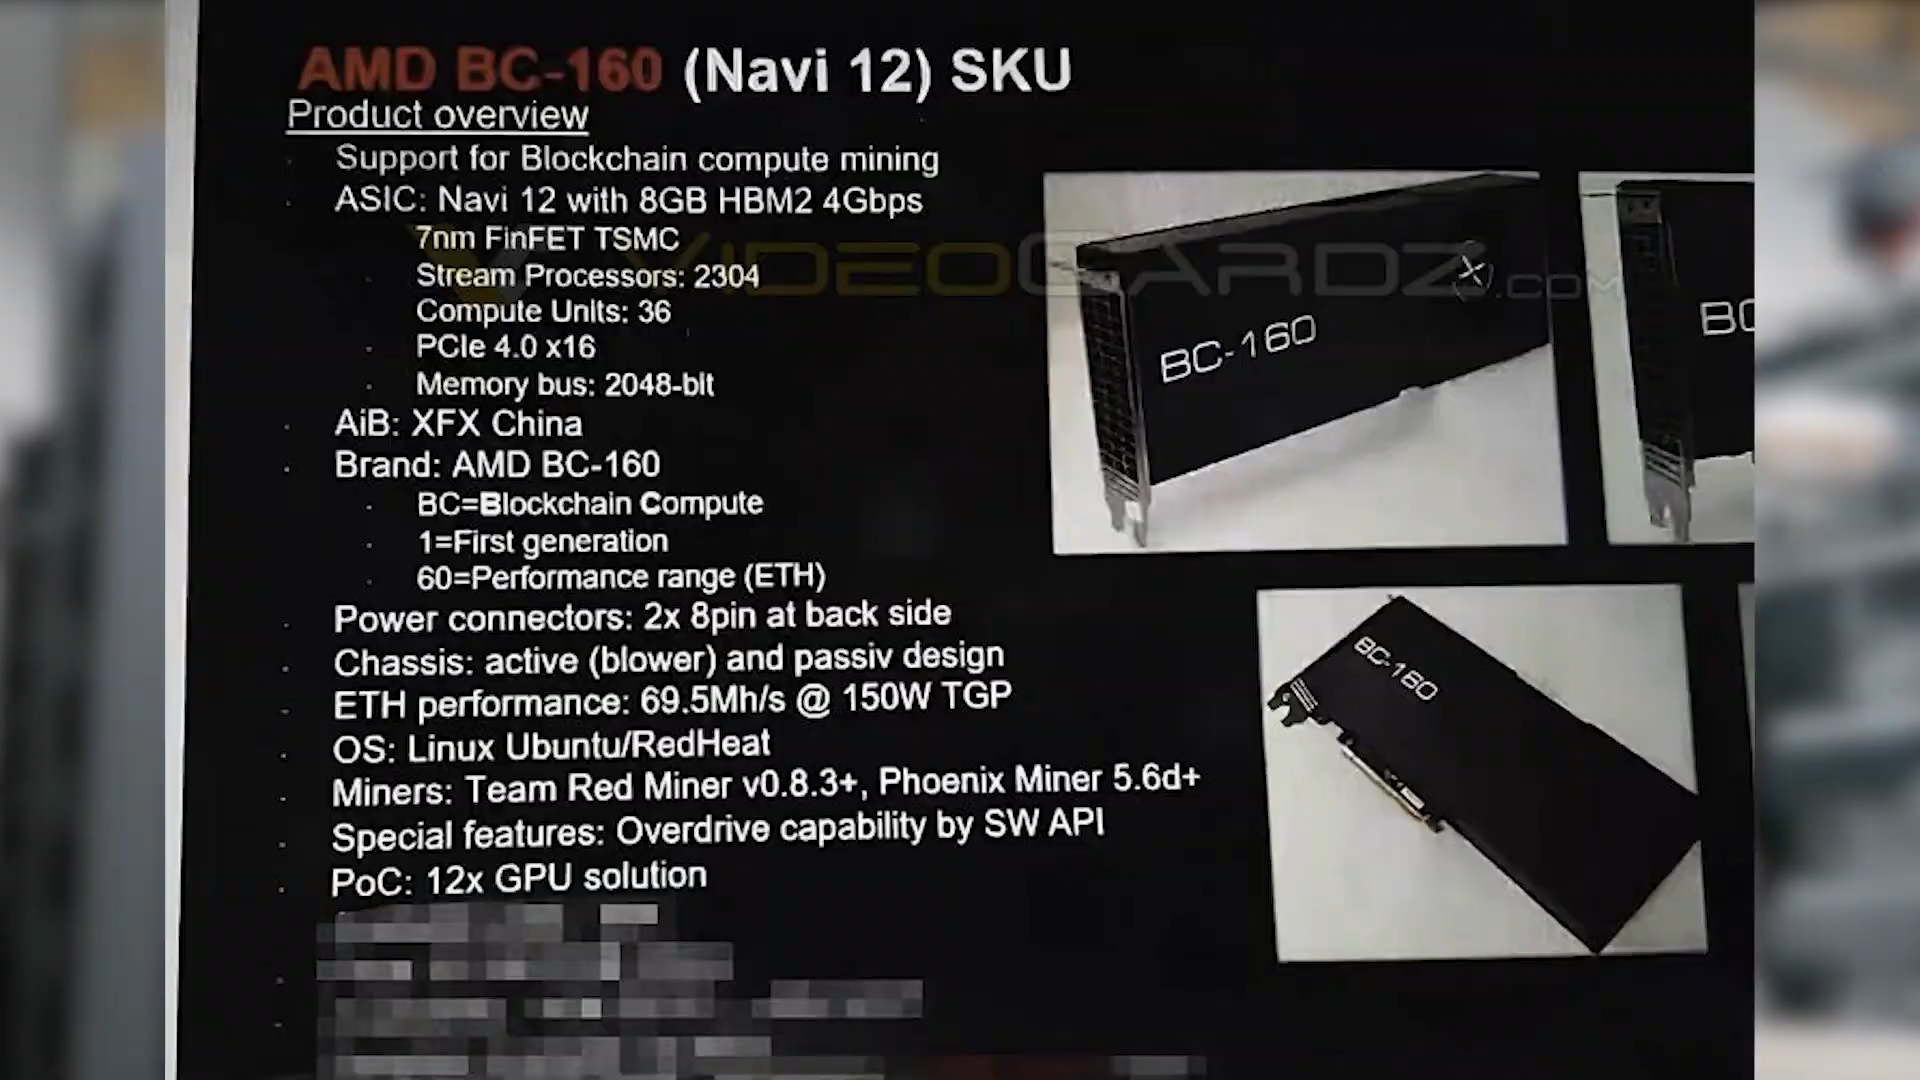 AMD BC-160 (Navi 12) SKU
Product overview
Support for Blockchain compute mining
ASIC: Navi 12 with 8GB HBM2 4Gbps
7nm FinFET TSMC
Stream Processors: 2304
Compute Units: 36
PCIe 4.0 x16
Memory bus: 2048-bit
AiB: XFX China
Brand: AMD BC-160
BC=Blockchain Compute
1=First generation
60=Performance range (ETH)
Power connectors: 2x 8pin at back side
Chassis: active (blower) and passiv design
ETH performance: 69.5Mh/s @ 150W TGP
OS: Linux Ubuntu/RedHeat
Miners: Team Red Miner v0.8.3+, Phoenix Miner 5.6d+
Special features: Overdrive capability by SW API
PoC: 12x GPU solution
VIDEOCARDZ.COM
BC-160
BC
BC-160